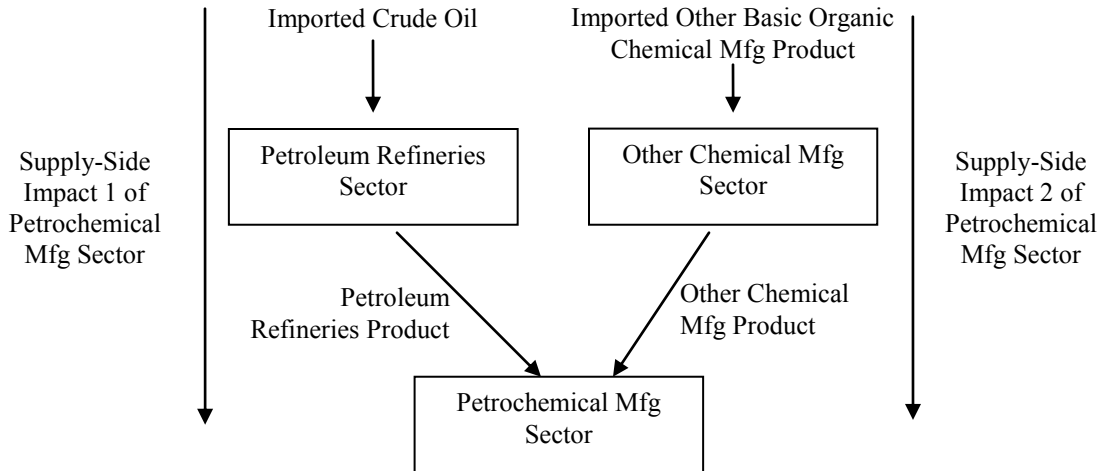 Imported Crude Oil
Imported Other Basic Organic
Chemical Mfg Product
Supply-Side
Impact 1 of
Petrochemical
Mfg Sector
Petroleum Refineries
Sector
Other Chemical Mfg
Sector
Supply-Side
Impact 2 of
Petrochemical
Mfg Sector
Petroleum
Refineries Product
Other Chemical
Mfg Product
Petrochemical Mfg
Sector